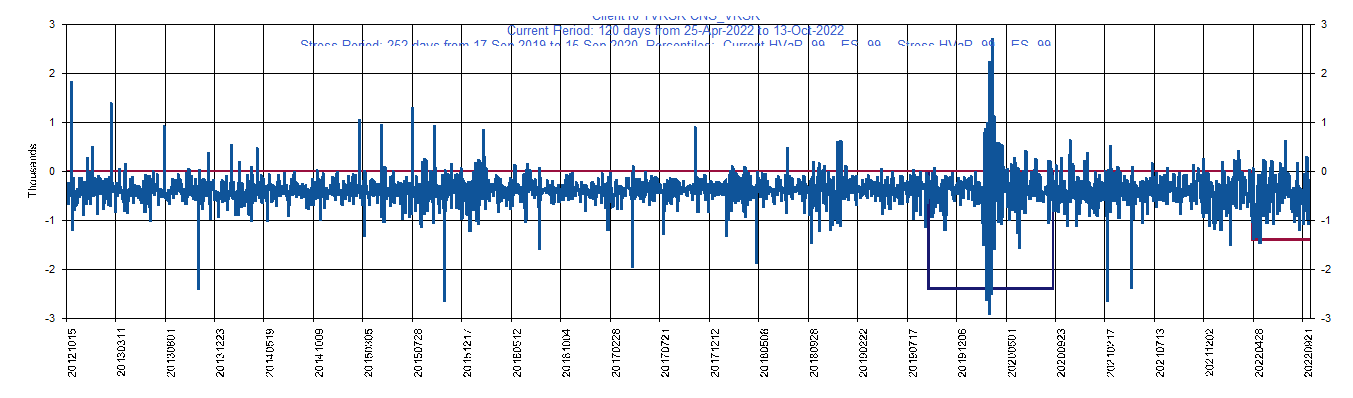 Current Period: 120 days from 25-Apr-2022 to 13-Oct-2022
Stress Period: 252 days from 17-Sep-2019 to 15-Sep-2020 Percentiles: Current HVaR 99 ES 99 Stress HVaR 99 ES 99
3 3
2 2
1 1
0 0
-1 -1
-2 -2
-3 -3
Thousands
20121015 20130311 20130801 20131223 20140519 20141009 20150305 20150728 20151217 20160512 20161004 20170228 20170721 20171212 20180508 20180928 20190222 20190717 20191206 20200501 20200923 20210217 20210713 20211202 20220428 20220921